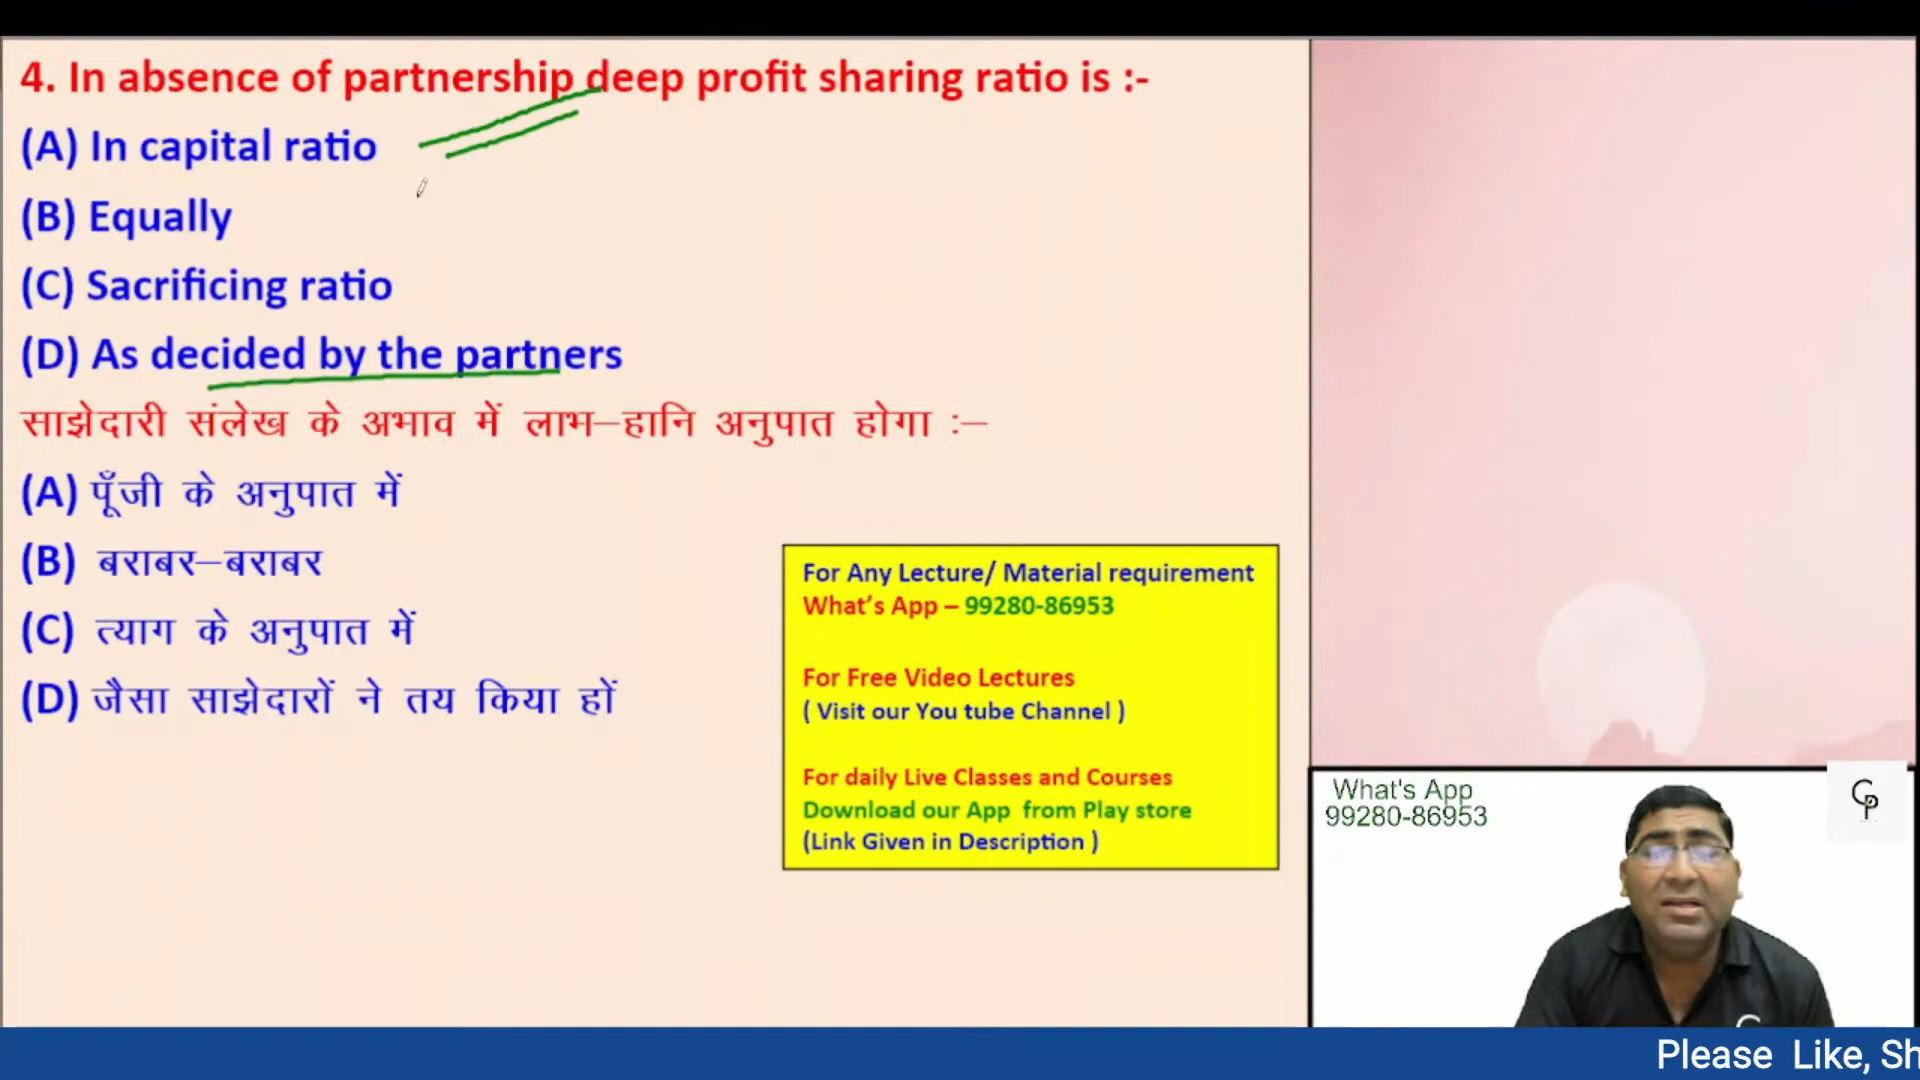 4. In absence of partnership deep profit sharing ratio is :-
(A) In capital ratio
(B) Equally
(C) Sacrificing ratio
(D) As decided by the partners
साझेदारी संलेख के अभाव में लाभ–हानि अनुपात होगा :–
(A) पूँजी के अनुपात में
(B) बराबर–बराबर
(C) त्याग के अनुपात में
(D) जैसा साझेदारों ने तय किया हों
For Any Lecture/ Material requirement
What's App – 99280-86953
For Free Video Lectures
( Visit our You tube Channel )
For daily Live Classes and Courses
Download our App from Play store
(Link Given in Description )
What's App
99280-86953
CP
Please Like, Sh